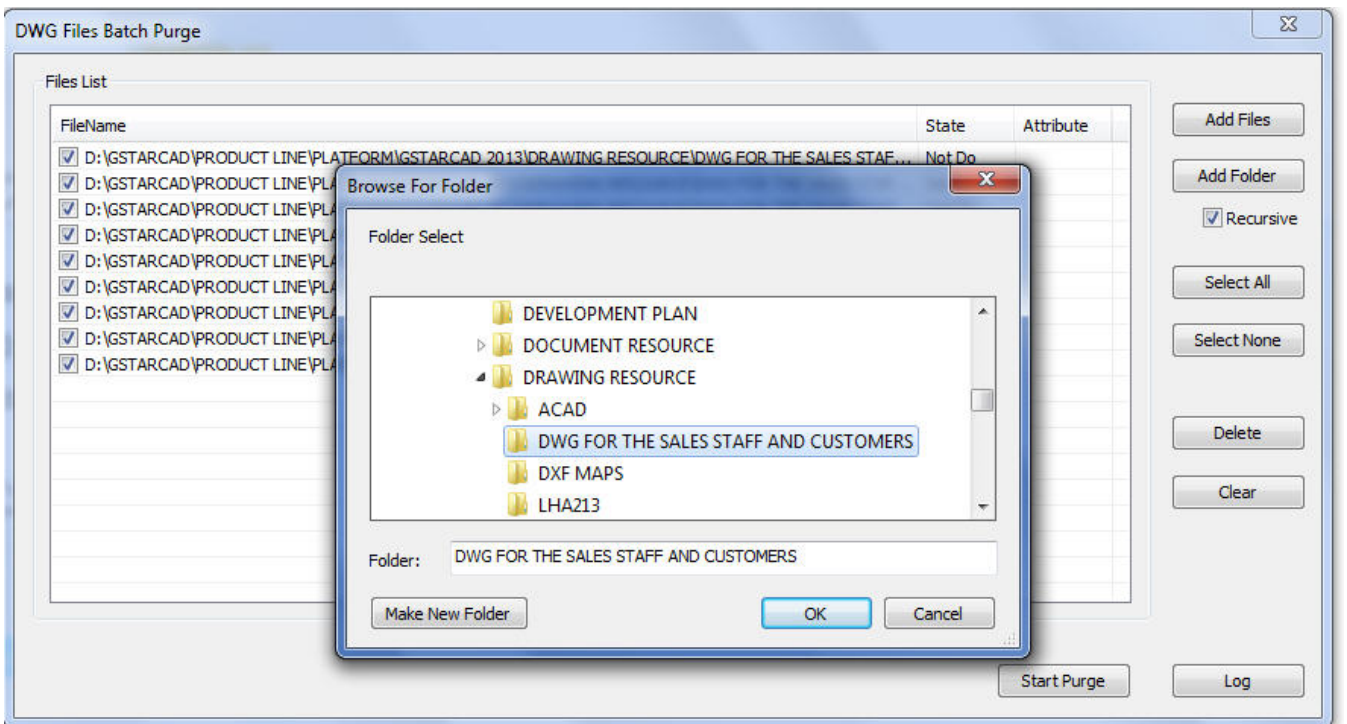 DWG Files Batch Purge
Files List
FileName State Attribute
D:\GSTARCAD\PRODUCT LINE\PLATFORM\GSTARCAD 2013\DRAWING RESOURCE\DWG FOR THE SALES STAF... Not Do
D:\GSTARCAD\PRODUCT LINE\PLA
D:\GSTARCAD\PRODUCT LINE\PLA
D:\GSTARCAD\PRODUCT LINE\PLA
D:\GSTARCAD\PRODUCT LINE\PLA
D:\GSTARCAD\PRODUCT LINE\PLA
D:\GSTARCAD\PRODUCT LINE\PLA
D:\GSTARCAD\PRODUCT LINE\PLA
D:\GSTARCAD\PRODUCT LINE\PLA
Browse For Folder
Folder Select
DEVELOPMENT PLAN
DOCUMENT RESOURCE
DRAWING RESOURCE
ACAD
DWG FOR THE SALES STAFF AND CUSTOMERS
DXF MAPS
LHA213
Folder: DWG FOR THE SALES STAFF AND CUSTOMERS
Make New Folder OK Cancel
Add Files
Add Folder
Recursive
Select All
Select None
Delete
Clear
Start Purge Log